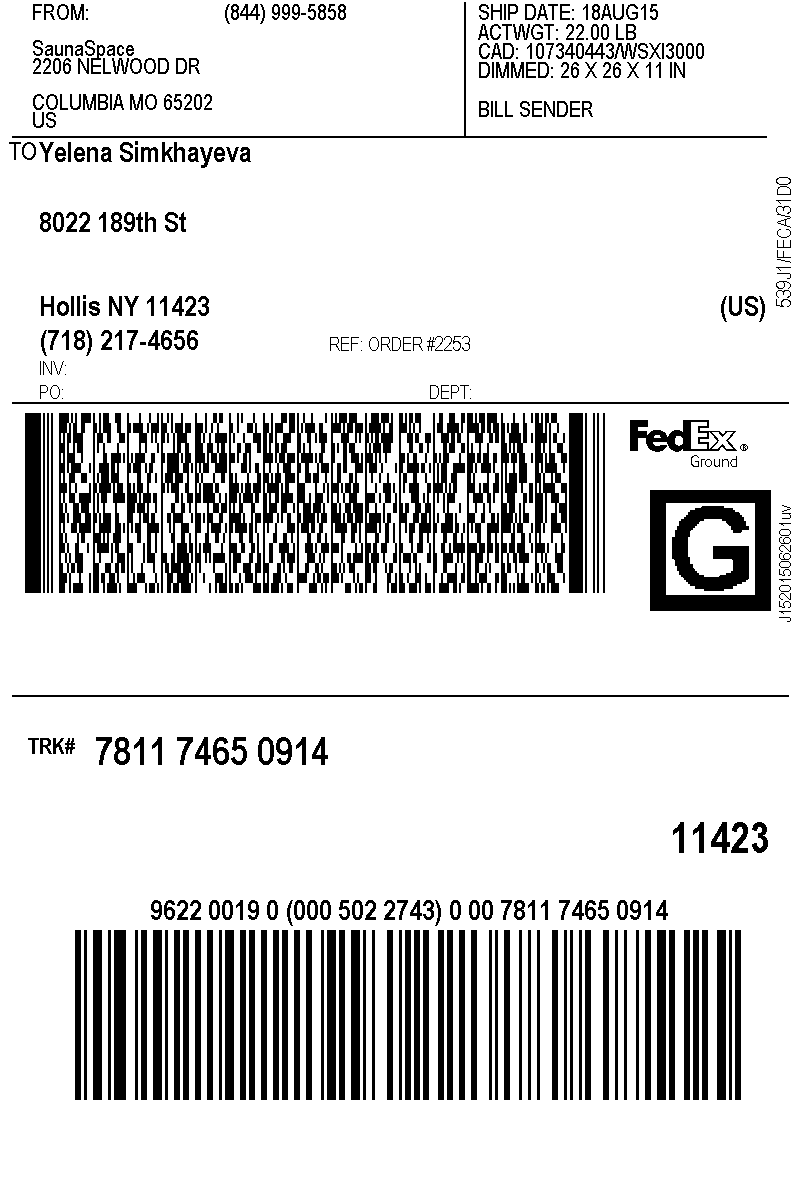 FROM: (844) 999-5858
SaunaSpace
2206 NELWOOD DR
COLUMBIA MO 65202
US
SHIP DATE: 18AUG15
ACTWGT: 22.00 LB
CAD: 107340443/WSXI3000
DIMMED: 26 X 26 X 11 IN
BILL SENDER
TO Yelena Simkhayeva
8022 189th St
Hollis NY 11423 (US)
(718) 217-4656 REF: ORDER #2253
INV:
PO: DEPT:
539J1/FECA/31D0
FedEx®
Ground
G
J152015062601uv
TRK# 7811 7465 0914
11423
9622 0019 0 (000 502 2743) 0 00 7811 7465 0914